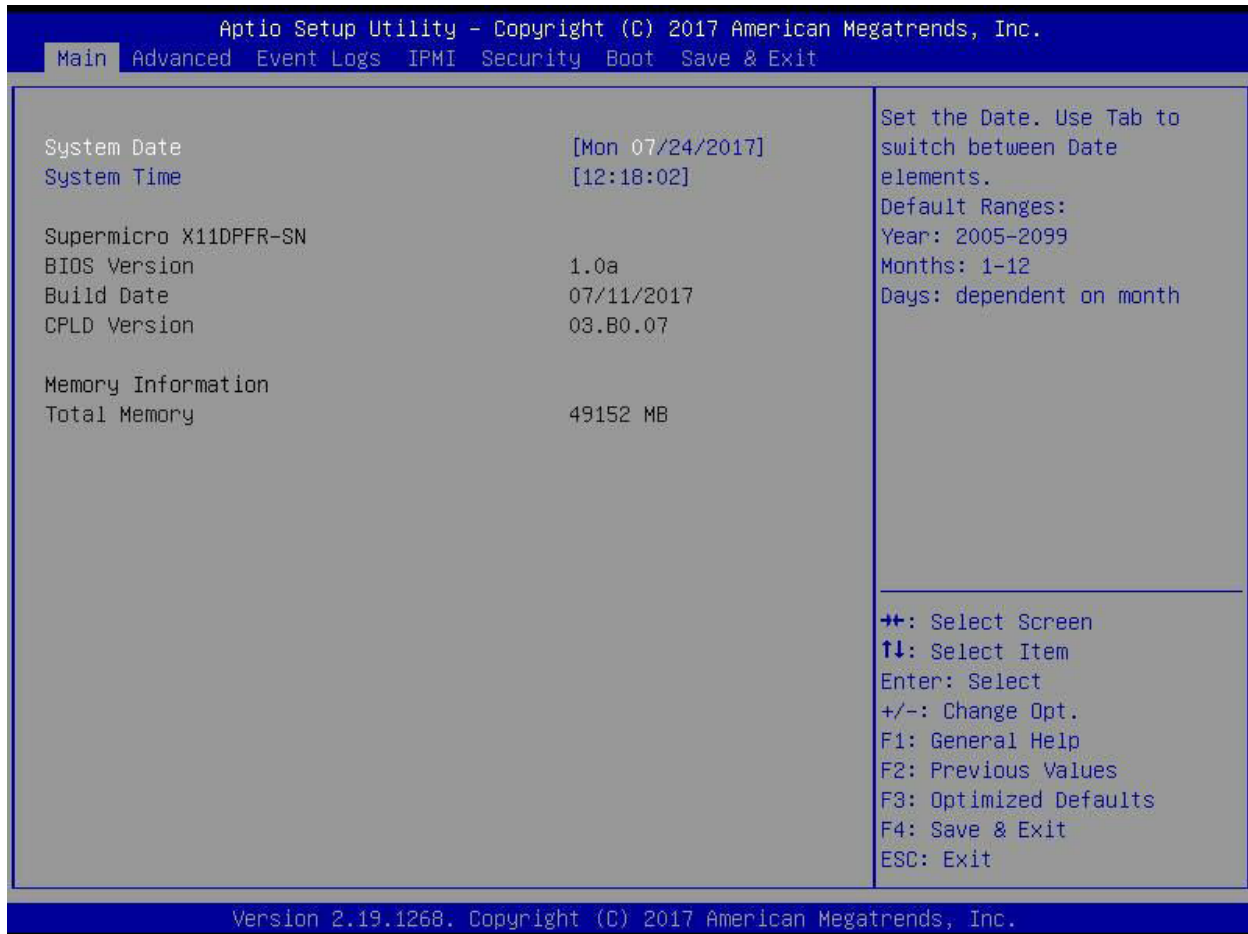 Aptio Setup Utility – Copyright (C) 2017 American Megatrends, Inc.
Main Advanced Event Logs IPMI Security Boot Save & Exit
System Date [Mon 07/24/2017]
System Time [12:18:02]
Supermicro X11DPFR-SN
BIOS Version 1.0a
Build Date 07/11/2017
CPLD Version 03.B0.07
Memory Information
Total Memory 49152 MB
Set the Date. Use Tab to
switch between Date
elements.
Default Ranges:
Year: 2005-2099
Months: 1-12
Days: dependent on month
→←: Select Screen
↑↓: Select Item
Enter: Select
+/-: Change Opt.
F1: General Help
F2: Previous Values
F3: Optimized Defaults
F4: Save & Exit
ESC: Exit
Version 2.19.1268. Copyright (C) 2017 American Megatrends, Inc.